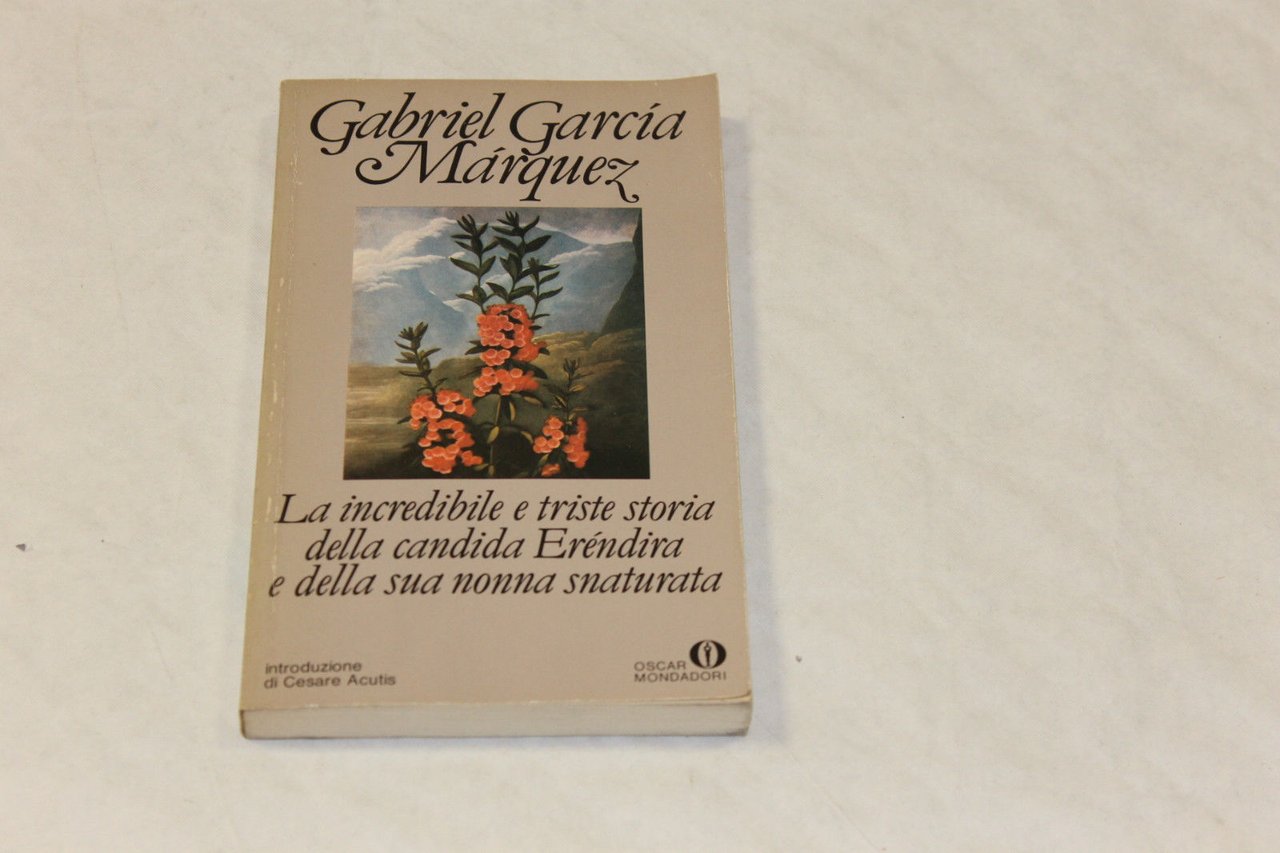 Gabriel García
Márquez
La incredibile e triste storia
della candida Eréndira
e della sua nonna snaturata
introduzione
di Cesare Acutis
OSCAR
MONDADORI